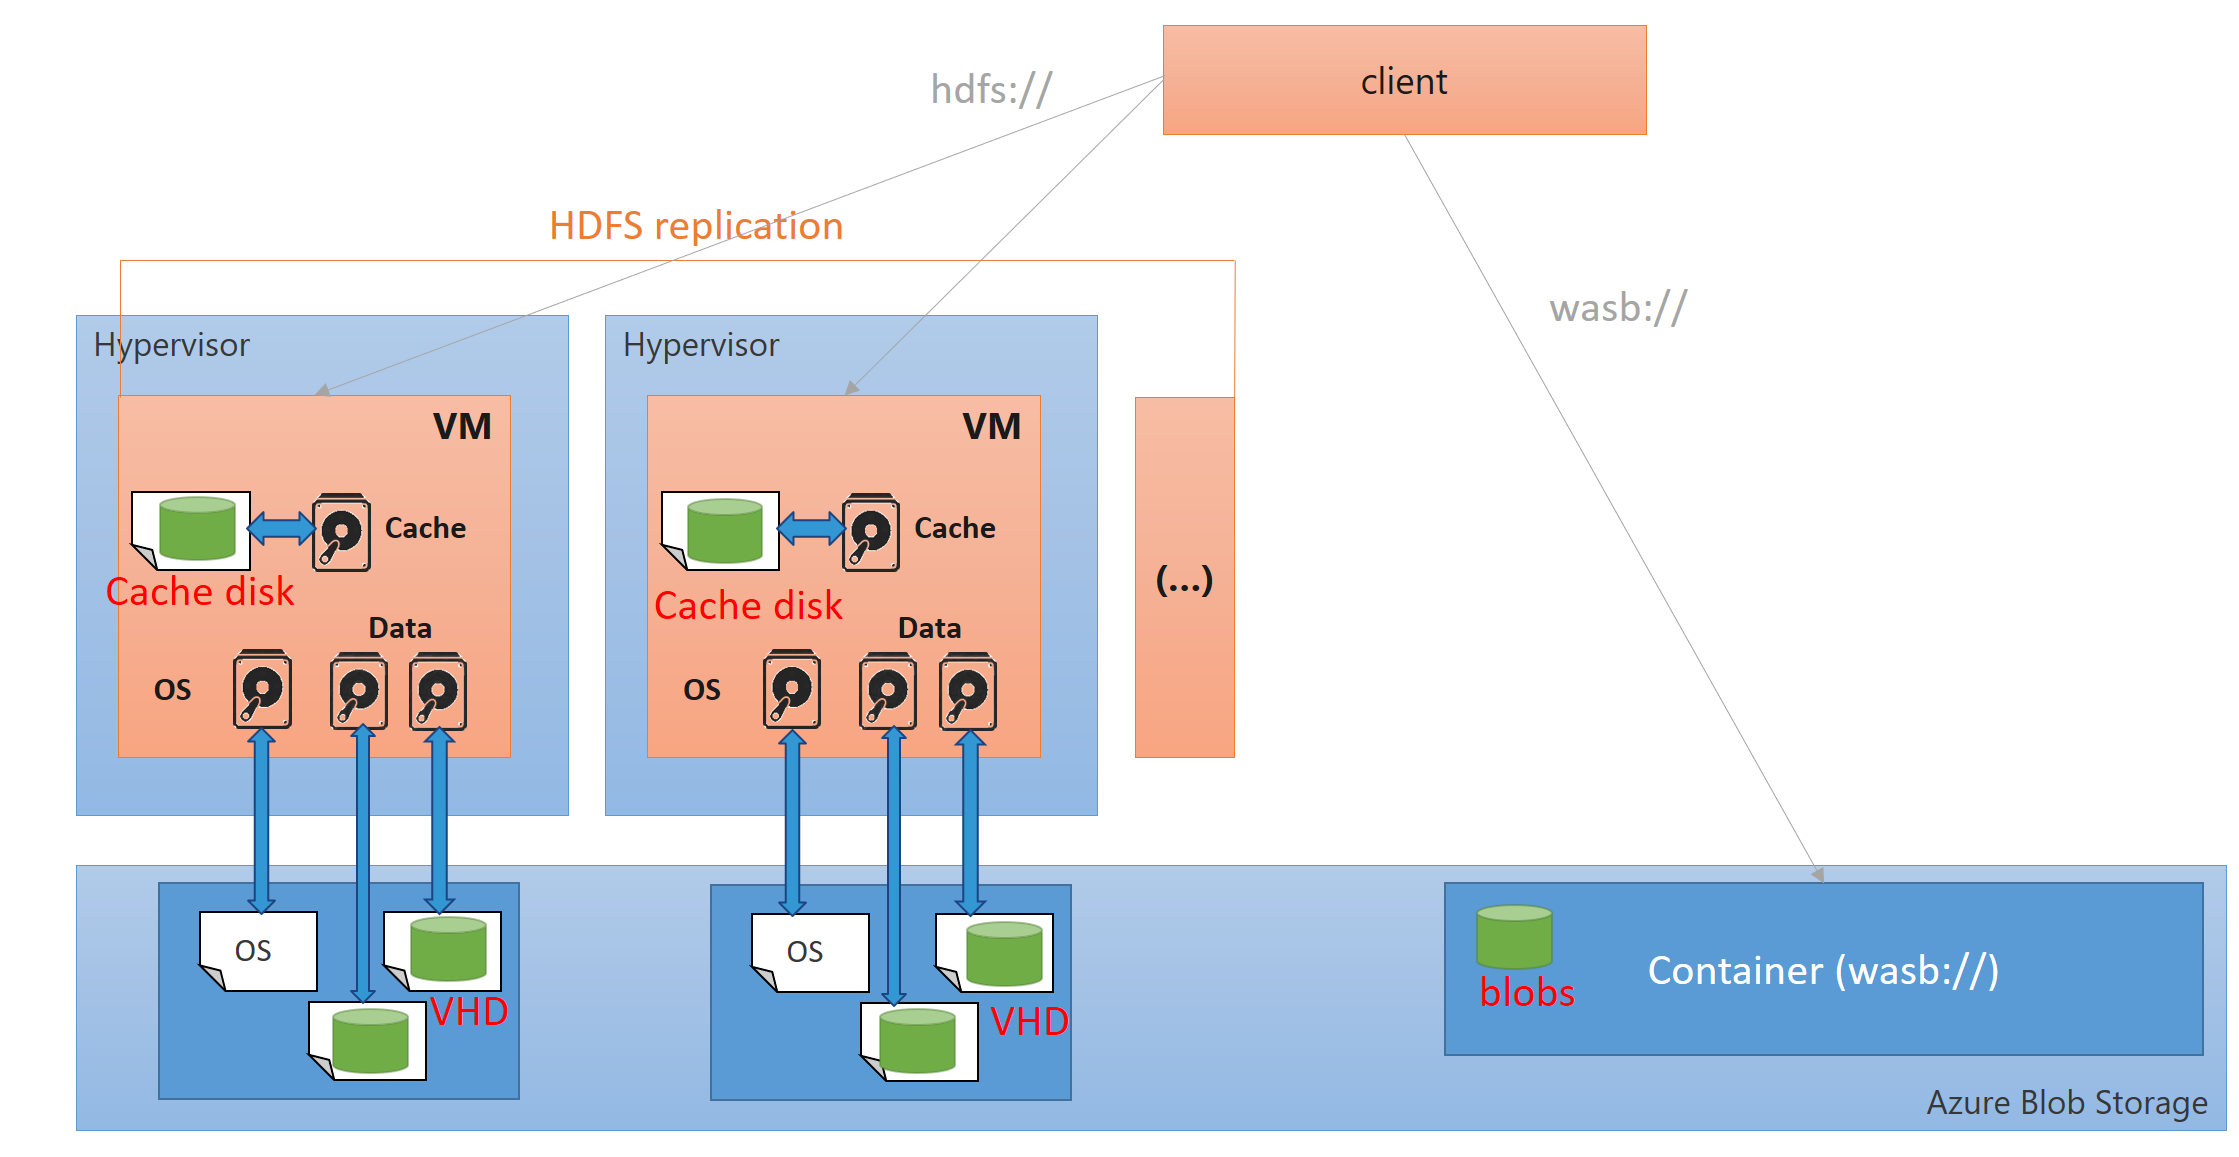 client
hdfs://
HDFS replication
wasb://
Hypervisor
Hypervisor
VM
VM
Cache
Cache
Cache disk
Cache disk
(...)
Data
Data
OS
OS
OS
OS
VHD
VHD
blobs
Container (wasb://)
Azure Blob Storage